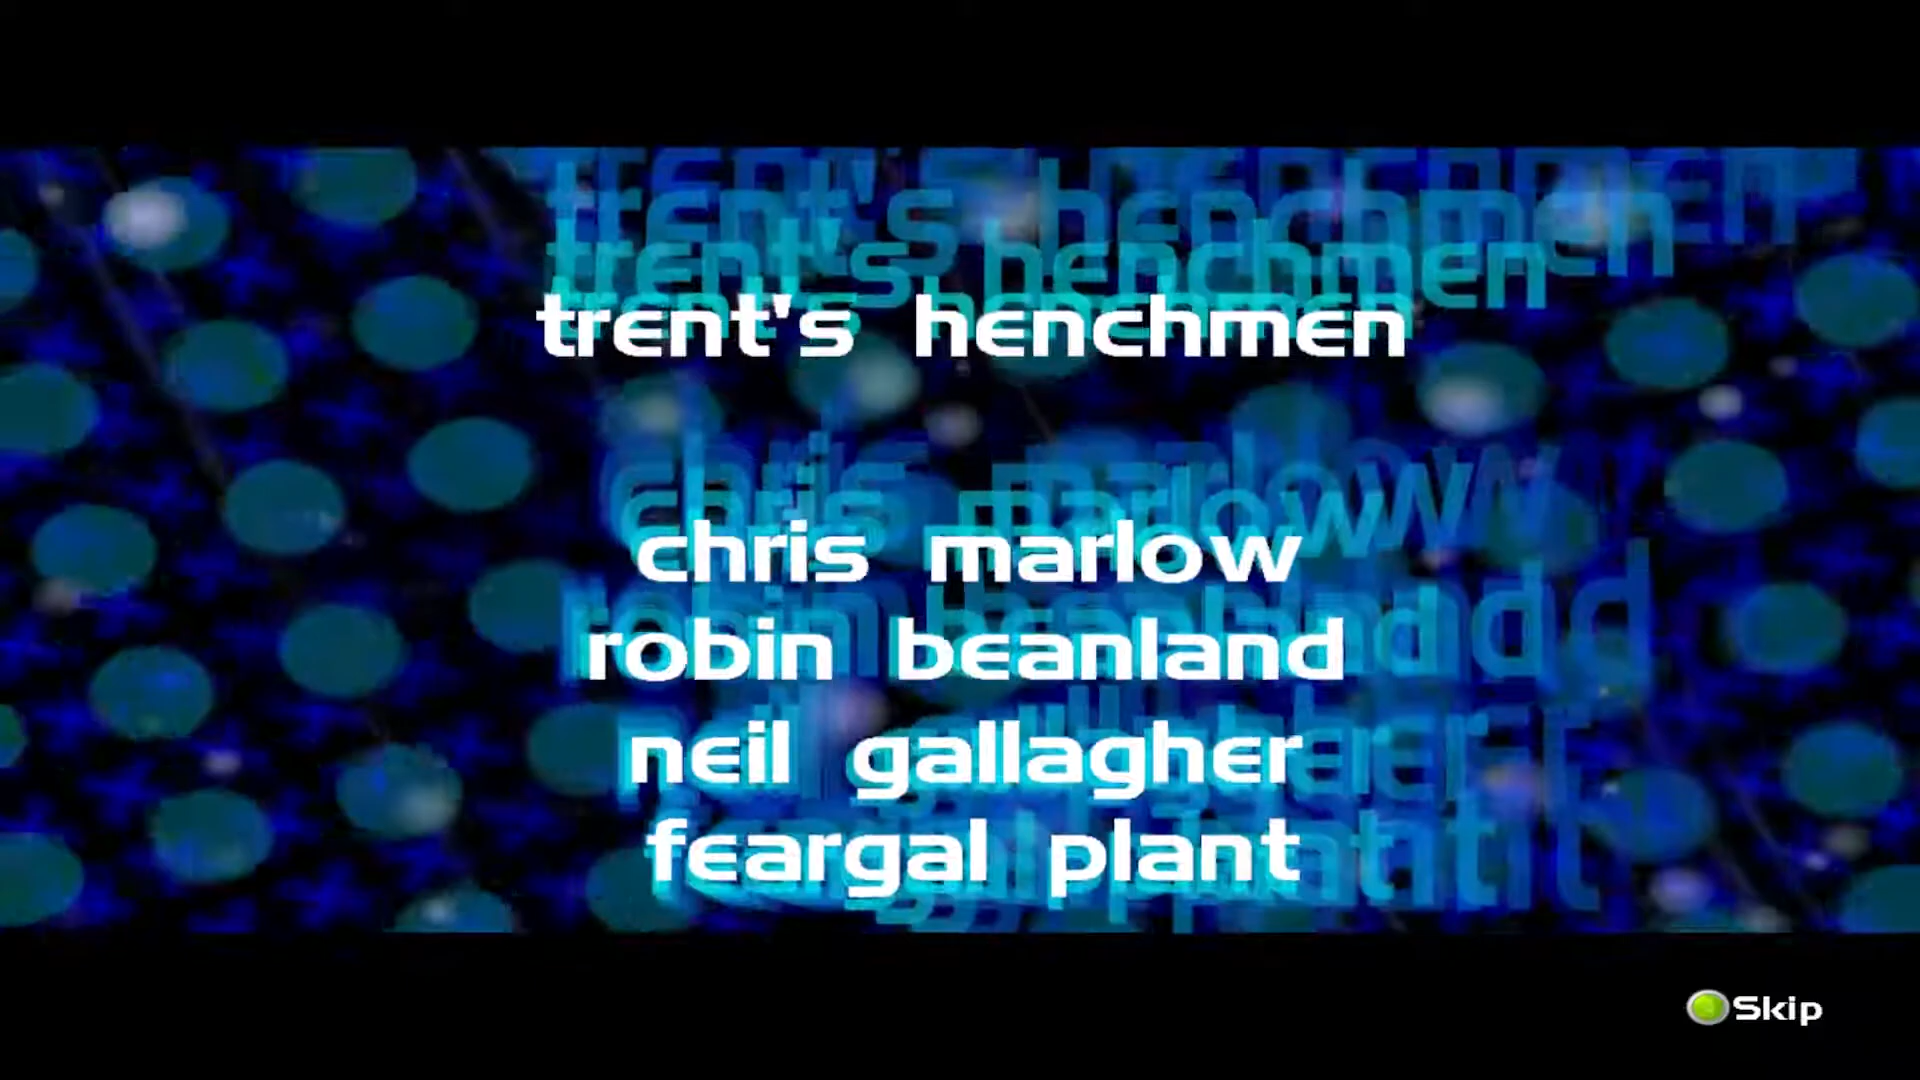 trent's henchmen
chris marlow
robin beanland
neil gallagher
feargal plant
Skip